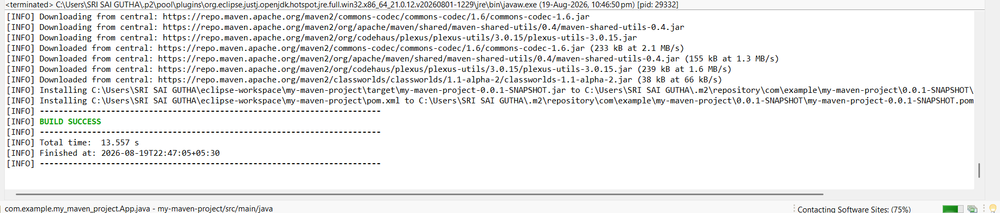 <terminated> C:\Users\SRI SAI GUTHA\.p2\pool\plugins\org.eclipse.justj.openjdk.hotspot.jre.full.win32.x86_64_21.0.12.v20260801-1229\jre\bin\javaw.exe (19-Aug-2026, 10:46:50 pm) [pid: 29332]
[INFO] Downloading from central: https://repo.maven.apache.org/maven2/commons-codec/commons-codec/1.6/commons-codec-1.6.jar
[INFO] Downloading from central: https://repo.maven.apache.org/maven2/org/apache/maven/shared/maven-shared-utils/0.4/maven-shared-utils-0.4.jar
[INFO] Downloading from central: https://repo.maven.apache.org/maven2/org/codehaus/plexus/plexus-utils/3.0.15/plexus-utils-3.0.15.jar
[INFO] Downloaded from central: https://repo.maven.apache.org/maven2/commons-codec/commons-codec/1.6/commons-codec-1.6.jar (233 kB at 2.1 MB/s)
[INFO] Downloaded from central: https://repo.maven.apache.org/maven2/org/apache/maven/shared/maven-shared-utils/0.4/maven-shared-utils-0.4.jar (155 kB at 1.3 MB/s)
[INFO] Downloaded from central: https://repo.maven.apache.org/maven2/org/codehaus/plexus/plexus-utils/3.0.15/plexus-utils-3.0.15.jar (239 kB at 1.6 MB/s)
[INFO] Downloaded from central: https://repo.maven.apache.org/maven2/classworlds/classworlds/1.1-alpha-2/classworlds-1.1-alpha-2.jar (38 kB at 66 kB/s)
[INFO] Installing C:\Users\SRI SAI GUTHA\eclipse-workspace\my-maven-project\target\my-maven-project-0.0.1-SNAPSHOT.jar to C:\Users\SRI SAI GUTHA\.m2\repository\com\example\my-maven-project\0.0.1-SNAPSHOT\
[INFO] Installing C:\Users\SRI SAI GUTHA\eclipse-workspace\my-maven-project\pom.xml to C:\Users\SRI SAI GUTHA\.m2\repository\com\example\my-maven-project\0.0.1-SNAPSHOT\my-maven-project-0.0.1-SNAPSHOT.pom
[INFO] ------------------------------------------------------------------------
[INFO] BUILD SUCCESS
[INFO] ------------------------------------------------------------------------
[INFO] Total time:  13.557 s
[INFO] Finished at: 2026-08-19T22:47:05+05:30
[INFO] ------------------------------------------------------------------------
com.example.my_maven_project.App.java - my-maven-project/src/main/java
Contacting Software Sites: (75%)